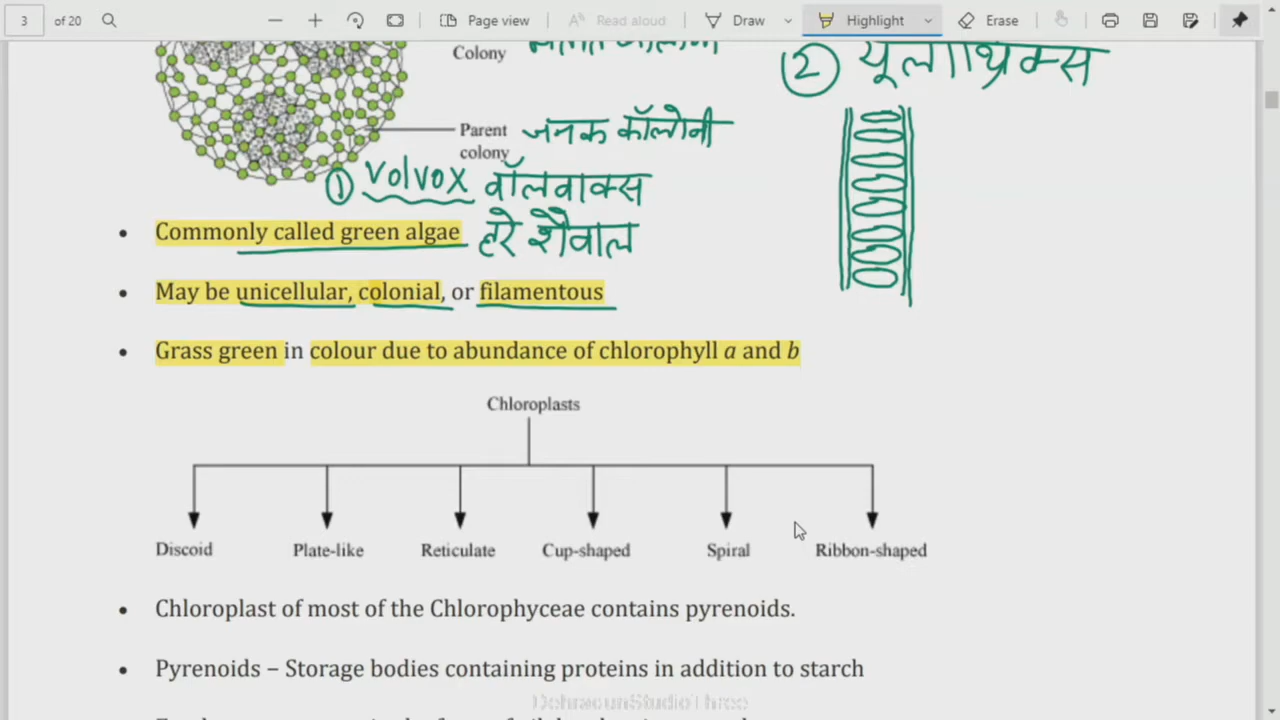 3 of 20 Page view Read aloud Draw Highlight Erase
Colony
② यूलोथ्रिक्स
Parent colony जनक कॉलोनी
① Volvox वॉलवाक्स
• Commonly called green algae हरे शैवाल
• May be unicellular, colonial, or filamentous
• Grass green in colour due to abundance of chlorophyll a and b
Chloroplasts
Discoid Plate-like Reticulate Cup-shaped Spiral Ribbon-shaped
• Chloroplast of most of the Chlorophyceae contains pyrenoids.
• Pyrenoids – Storage bodies containing proteins in addition to starch
DehradunStudioThree